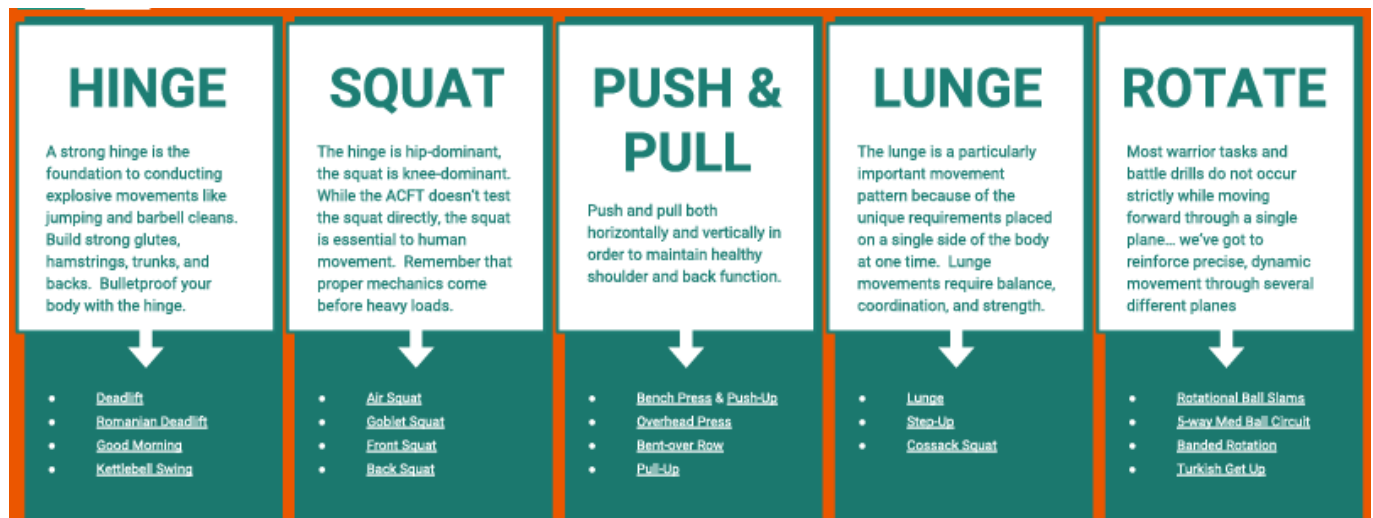 HINGE
A strong hinge is the
foundation to conducting
explosive movements like
jumping and barbell cleans.
Build strong glutes,
hamstrings, trunks, and
backs.  Bulletproof your
body with the hinge.
Deadlift
Romanian Deadlift
Good Morning
Kettlebell Swing
SQUAT
The hinge is hip-dominant,
the squat is knee-dominant.
While the ACFT doesn't test
the squat directly, the squat
is essential to human
movement.  Remember that
proper mechanics come
before heavy loads.
Air Squat
Goblet Squat
Front Squat
Back Squat
PUSH &
PULL
Push and pull both
horizontally and vertically in
order to maintain healthy
shoulder and back function.
Bench Press & Push-Up
Overhead Press
Bent-over Row
Pull-Up
LUNGE
The lunge is a particularly
important movement
pattern because of the
unique requirements placed
on a single side of the body
at one time.  Lunge
movements require balance,
coordination, and strength.
Lunge
Step-Up
Cossack Squat
ROTATE
Most warrior tasks and
battle drills do not occur
strictly while moving
forward through a single
plane... we've got to
reinforce precise, dynamic
movement through several
different planes
Rotational Ball Slams
5-way Med Ball Circuit
Banded Rotation
Turkish Get Up